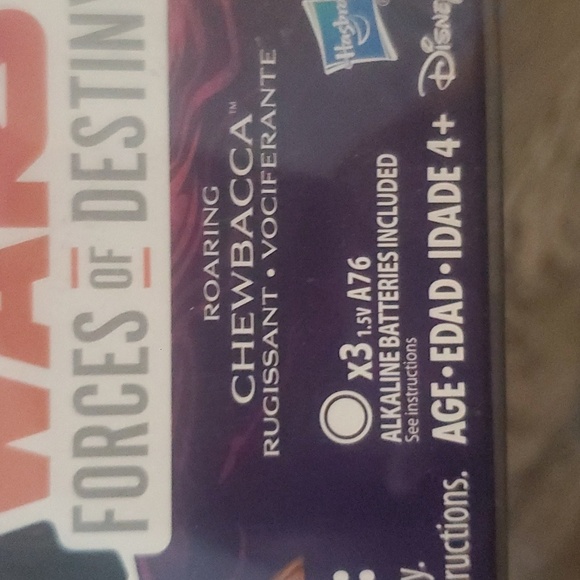 WARS
FORCES OF DESTINY
ROARING
CHEWBACCA™
RUGISSANT • VOCIFERANTE
Hasbro
x3 1.5V A76
ALKALINE BATTERIES INCLUDED
See instructions
DISNEY
AGE•EDAD•IDADE 4+
y.
ructions.